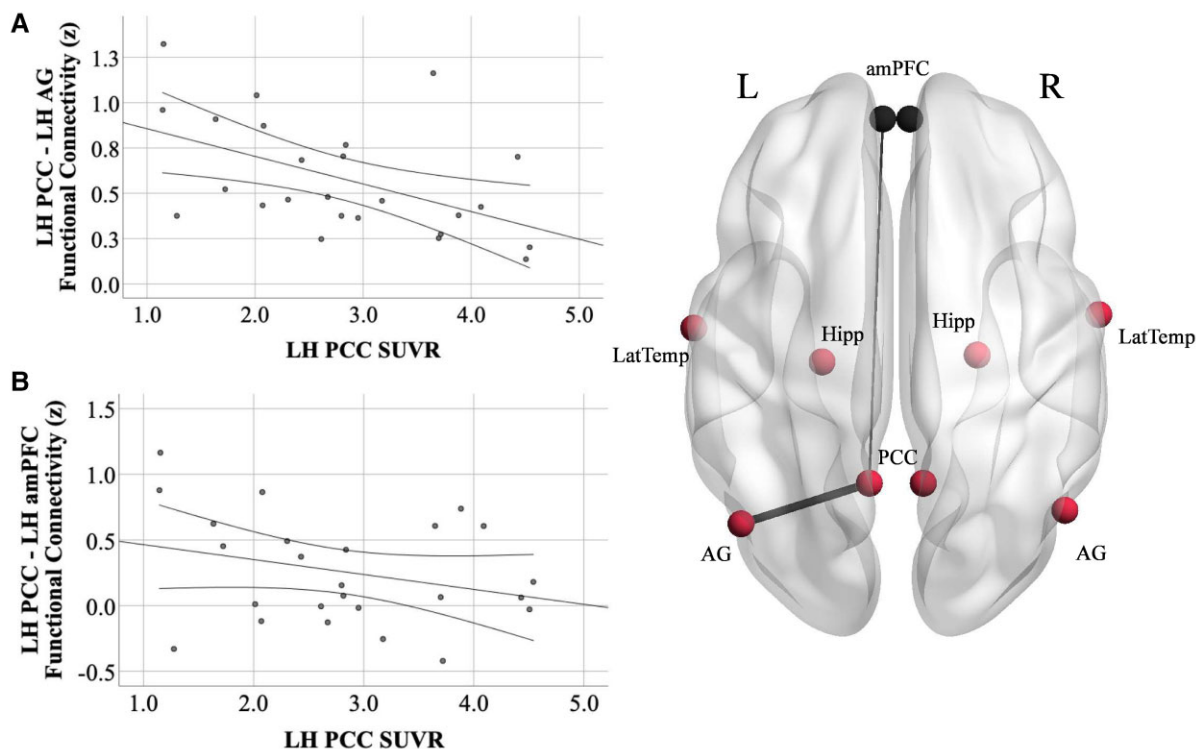 A
LH PCC - LH AG
Functional Connectivity (z)
1.3
1.0
0.8
0.5
0.3
0.0
1.0 2.0 3.0 4.0 5.0
LH PCC SUVR
B
LH PCC - LH amPFC
Functional Connectivity (z)
1.5
1.0
0.5
0.0
-0.5
1.0 2.0 3.0 4.0 5.0
LH PCC SUVR
amPFC
L R
Hipp Hipp
LatTemp LatTemp
PCC
AG AG